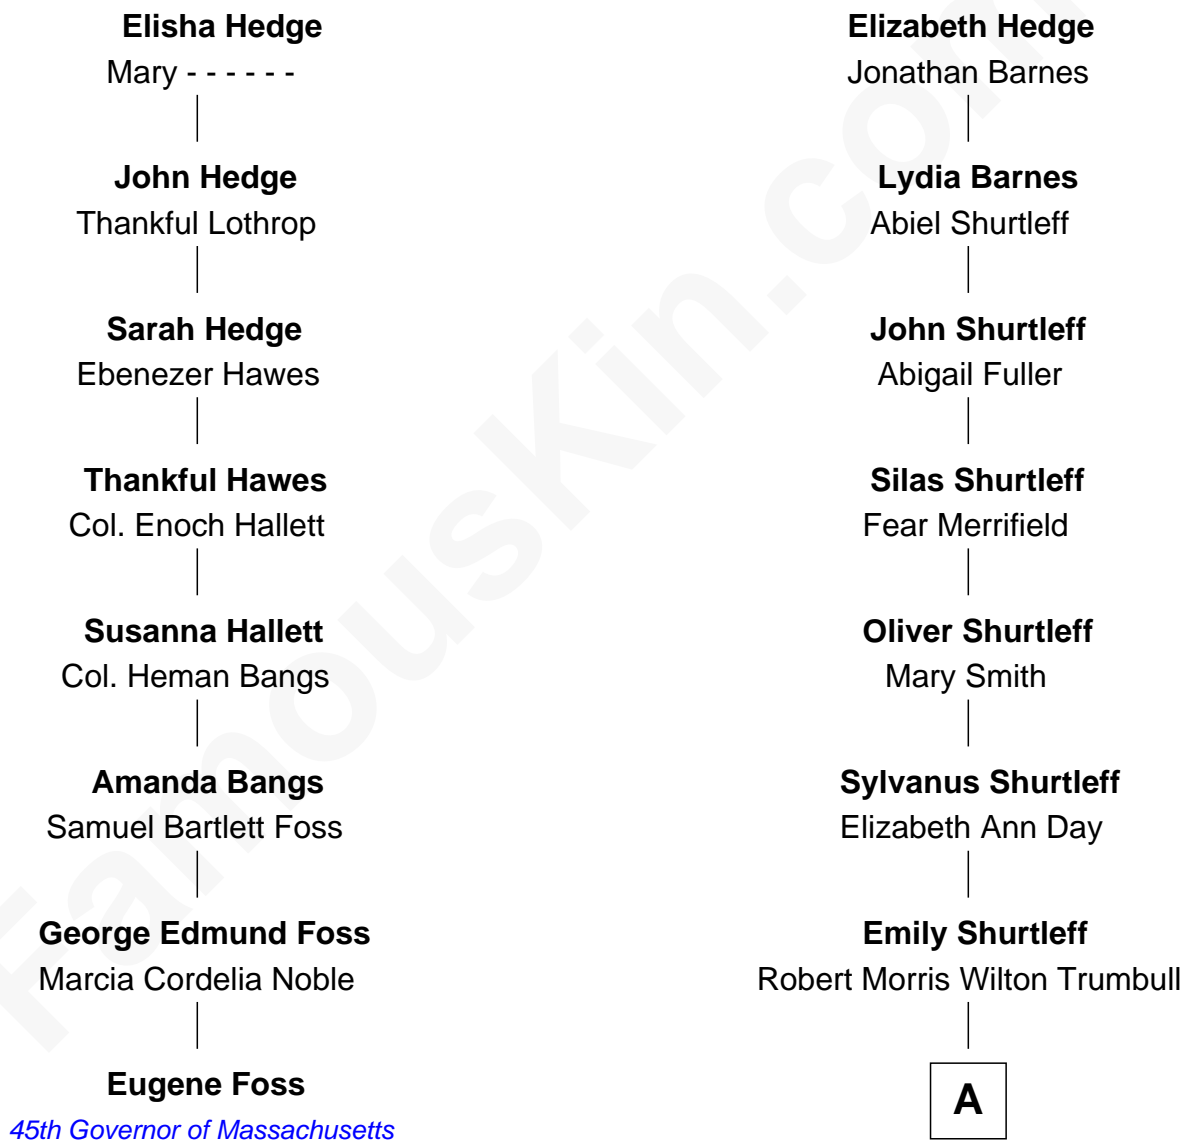 Elisha Hedge
Mary - - - - - -
John Hedge
Thankful Lothrop
Sarah Hedge
Ebenezer Hawes
Thankful Hawes
Col. Enoch Hallett
Susanna Hallett
Col. Heman Bangs
Amanda Bangs
Samuel Bartlett Foss
George Edmund Foss
Marcia Cordelia Noble
Eugene Foss
45th Governor of Massachusetts
Elizabeth Hedge
Jonathan Barnes
Lydia Barnes
Abiel Shurtleff
John Shurtleff
Abigail Fuller
Silas Shurtleff
Fear Merrifield
Oliver Shurtleff
Mary Smith
Sylvanus Shurtleff
Elizabeth Ann Day
Emily Shurtleff
Robert Morris Wilton Trumbull
A
FamousKin.com